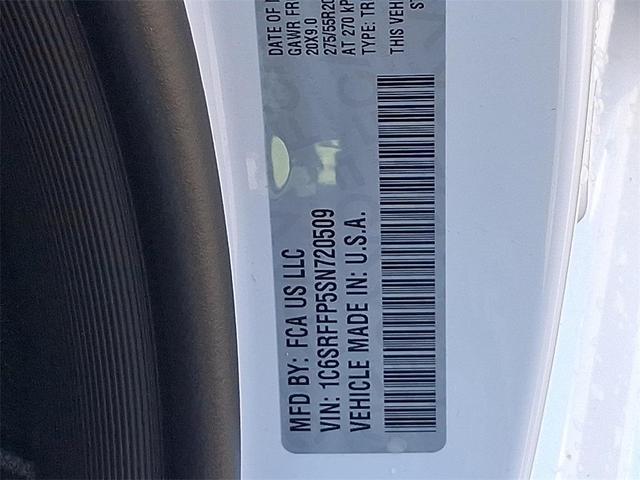 DATE OF
GAWR FR
20X9.0
275/55R20
AT 270 kP
TYPE: TR
THIS VEH
MFD BY: FCA US LLC
VIN: 1C6SRFFP5SN720509
VEHICLE MADE IN: U.S.A.